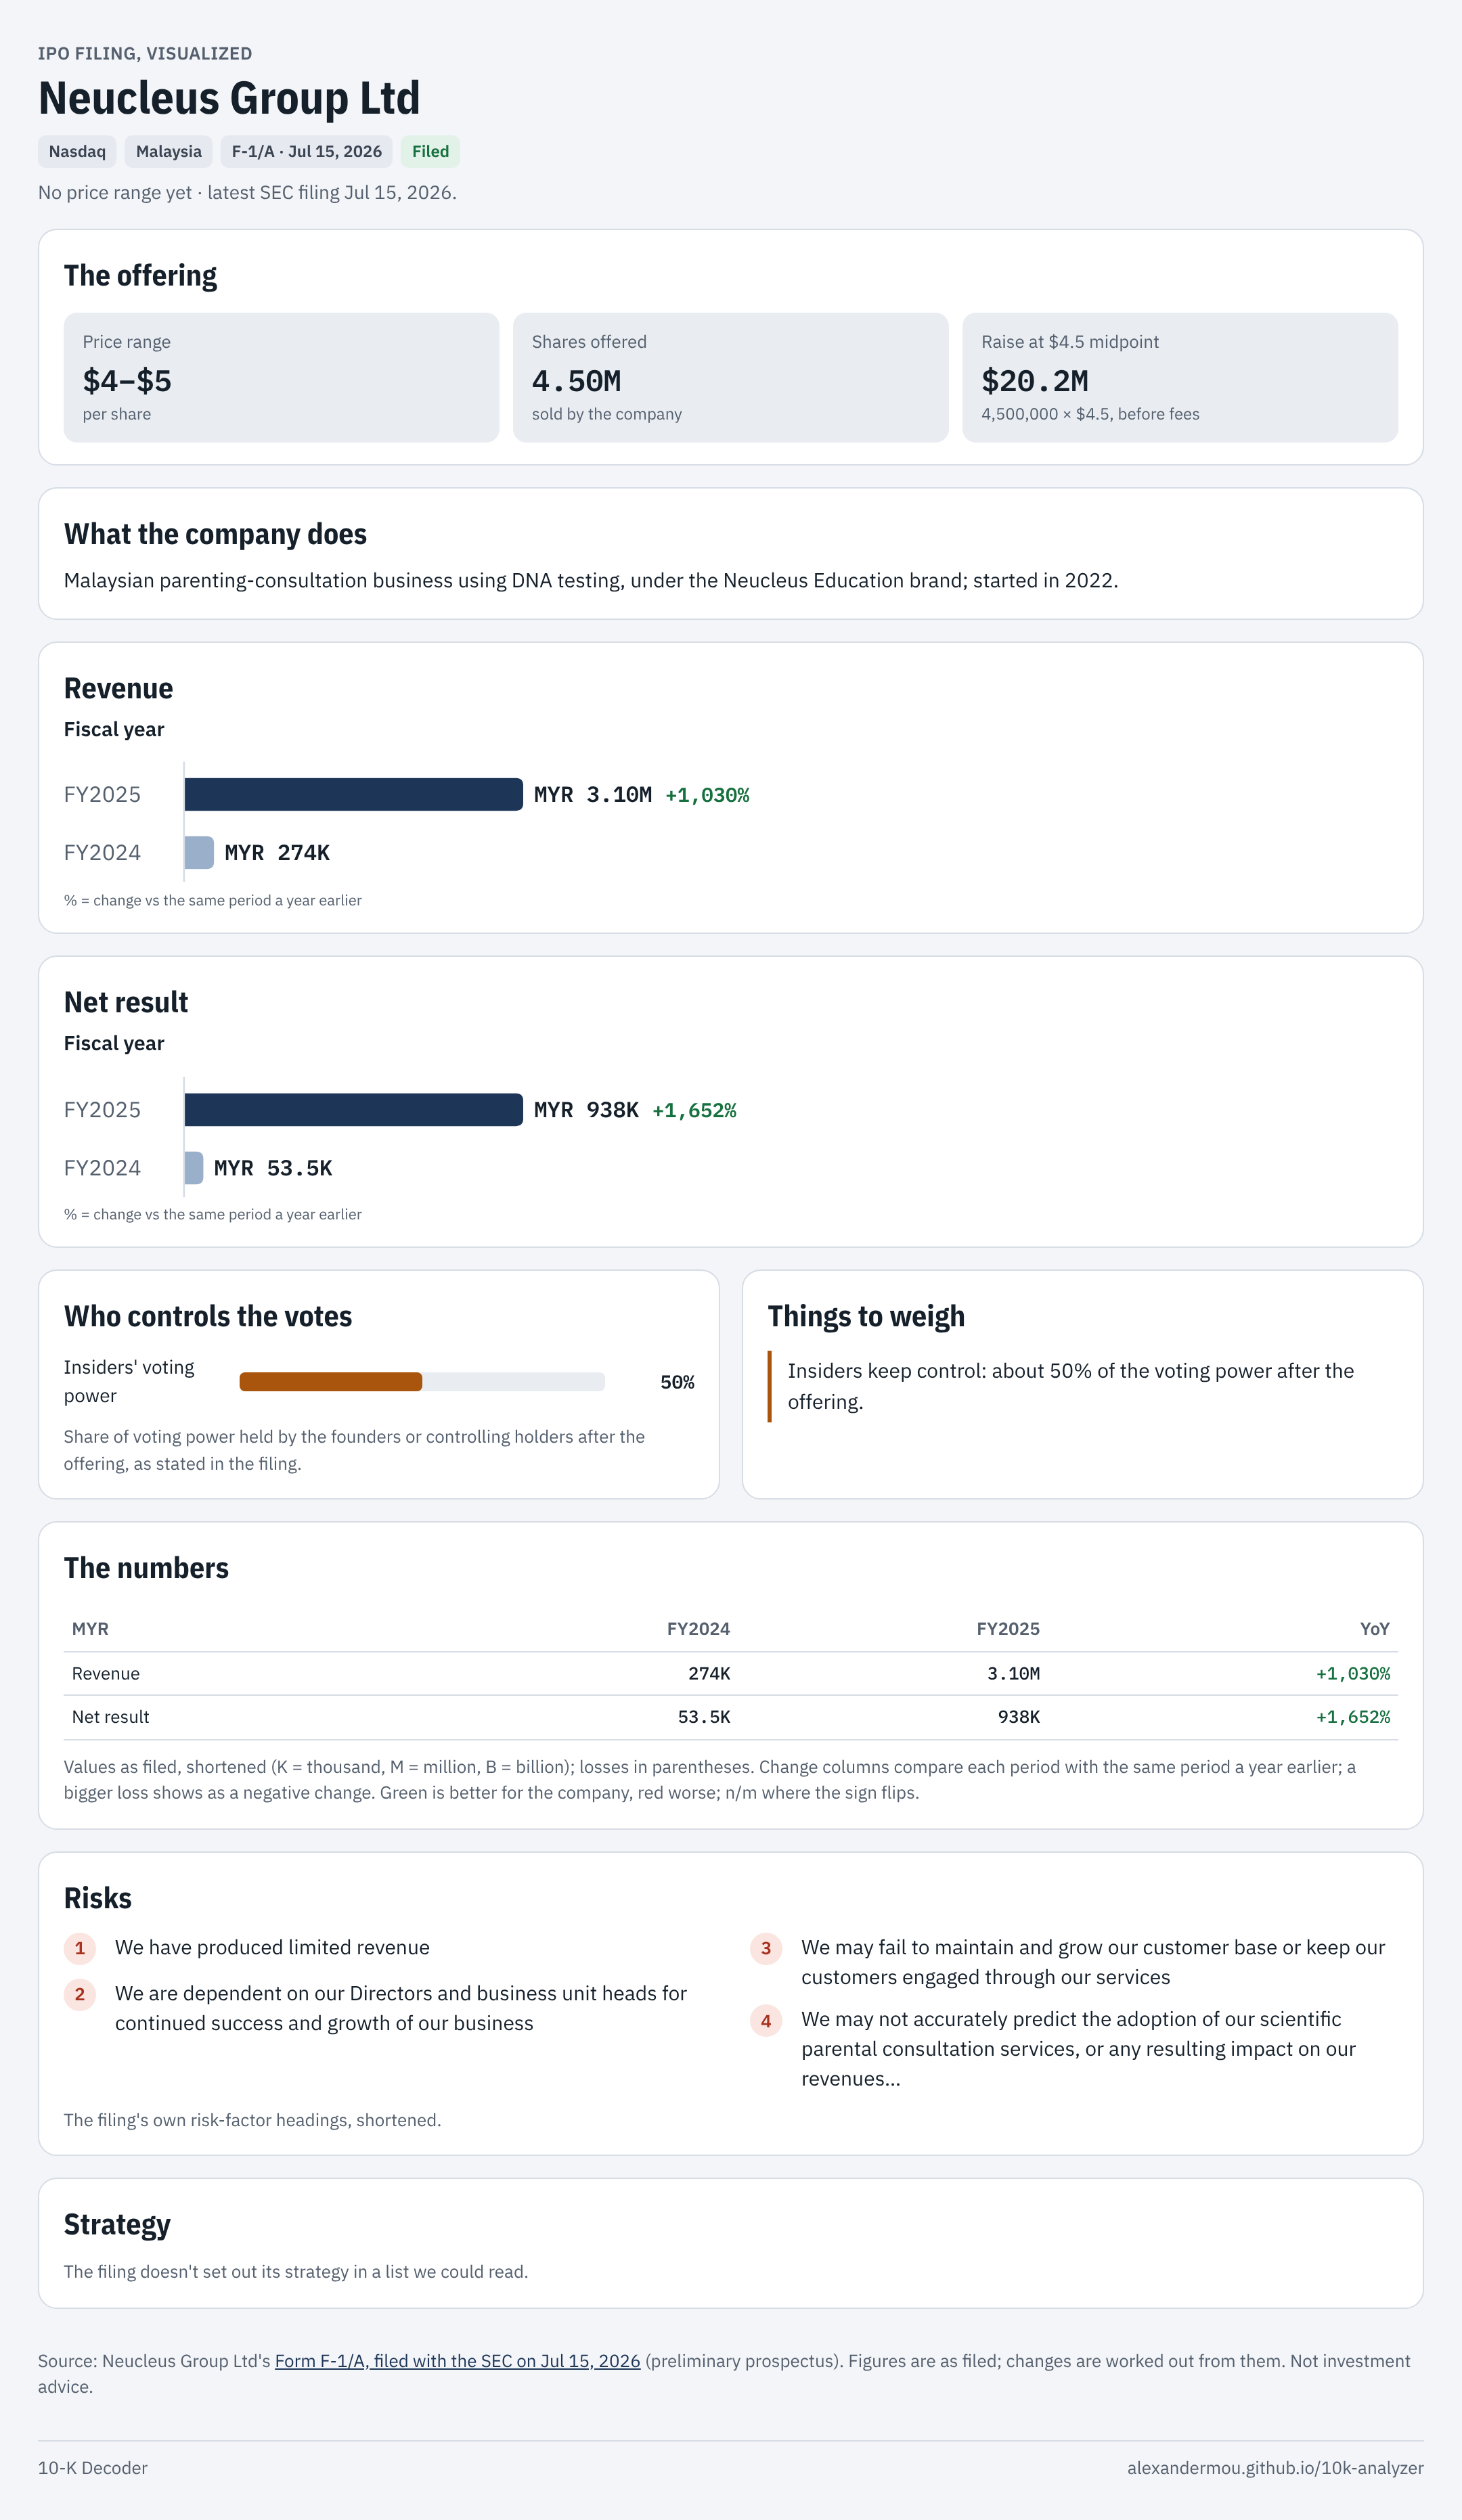 IPO FILING, VISUALIZED
Neucleus Group Ltd
Nasdaq Malaysia F-1/A · Jul 15, 2026 Filed
No price range yet · latest SEC filing Jul 15, 2026.
The offering
Price range
$4–$5
per share
Shares offered
4.50M
sold by the company
Raise at $4.5 midpoint
$20.2M
4,500,000 × $4.5, before fees
What the company does
Malaysian parenting-consultation business using DNA testing, under the Neucleus Education brand; started in 2022.
Revenue
Fiscal year
FY2025 MYR 3.10M +1,030%
FY2024 MYR 274K
% = change vs the same period a year earlier
Net result
Fiscal year
FY2025 MYR 938K +1,652%
FY2024 MYR 53.5K
% = change vs the same period a year earlier
Who controls the votes
Insiders' voting
power
50%
Share of voting power held by the founders or controlling holders after the
offering, as stated in the filing.
Things to weigh
Insiders keep control: about 50% of the voting power after the
offering.
The numbers
MYR FY2024 FY2025 YoY
Revenue 274K 3.10M +1,030%
Net result 53.5K 938K +1,652%
Values as filed, shortened (K = thousand, M = million, B = billion); losses in parentheses. Change columns compare each period with the same period a year earlier; a
bigger loss shows as a negative change. Green is better for the company, red worse; n/m where the sign flips.
Risks
1 We have produced limited revenue
2 We are dependent on our Directors and business unit heads for
continued success and growth of our business
3 We may fail to maintain and grow our customer base or keep our
customers engaged through our services
4 We may not accurately predict the adoption of our scientific
parental consultation services, or any resulting impact on our
revenues…
The filing's own risk-factor headings, shortened.
Strategy
The filing doesn't set out its strategy in a list we could read.
Source: Neucleus Group Ltd's Form F-1/A, filed with the SEC on Jul 15, 2026 (preliminary prospectus). Figures are as filed; changes are worked out from them. Not investment
advice.
10-K Decoder
alexandermou.github.io/10k-analyzer